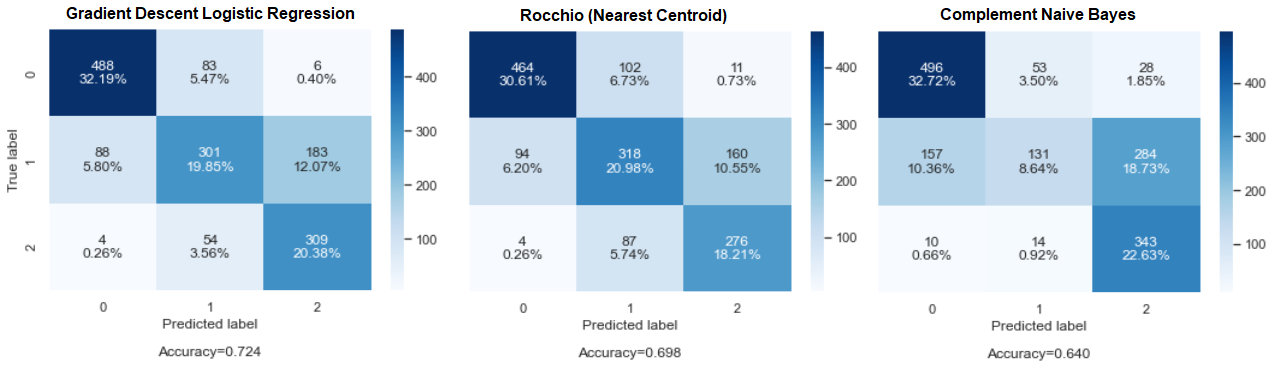 Gradient Descent Logistic Regression
488 83 6
32.19% 5.47% 0.40%
88 301 183
5.80% 19.85% 12.07%
4 54 309
0.26% 3.56% 20.38%
0
1
2
True label
0 1 2
Predicted label
Accuracy=0.724
400
300
200
100
Rocchio (Nearest Centroid)
464 102 11
30.61% 6.73% 0.73%
94 318 160
6.20% 20.98% 10.55%
4 87 276
0.26% 5.74% 18.21%
0 1 2
Predicted label
Accuracy=0.698
400
300
200
100
Complement Naive Bayes
496 53 28
32.72% 3.50% 1.85%
157 131 284
10.36% 8.64% 18.73%
10 14 343
0.66% 0.92% 22.63%
0 1 2
Predicted label
Accuracy=0.640
400
300
200
100